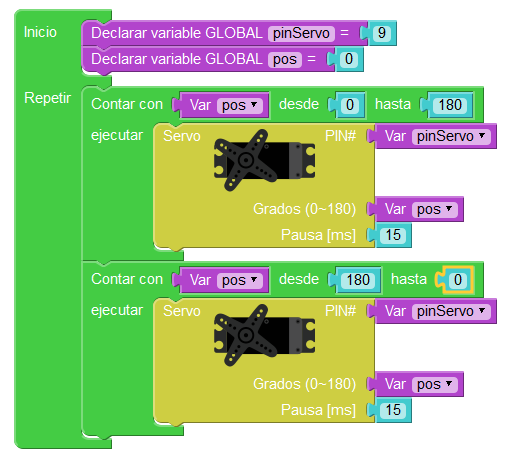 Inicio Declarar variable GLOBAL pinServo = 9
Declarar variable GLOBAL pos = 0
Repetir Contar con Var pos desde 0 hasta 180
ejecutar Servo PIN# Var pinServo
Grados (0~180) Var pos
Pausa [ms] 15
Contar con Var pos desde 180 hasta 0
ejecutar Servo PIN# Var pinServo
Grados (0~180) Var pos
Pausa [ms] 15